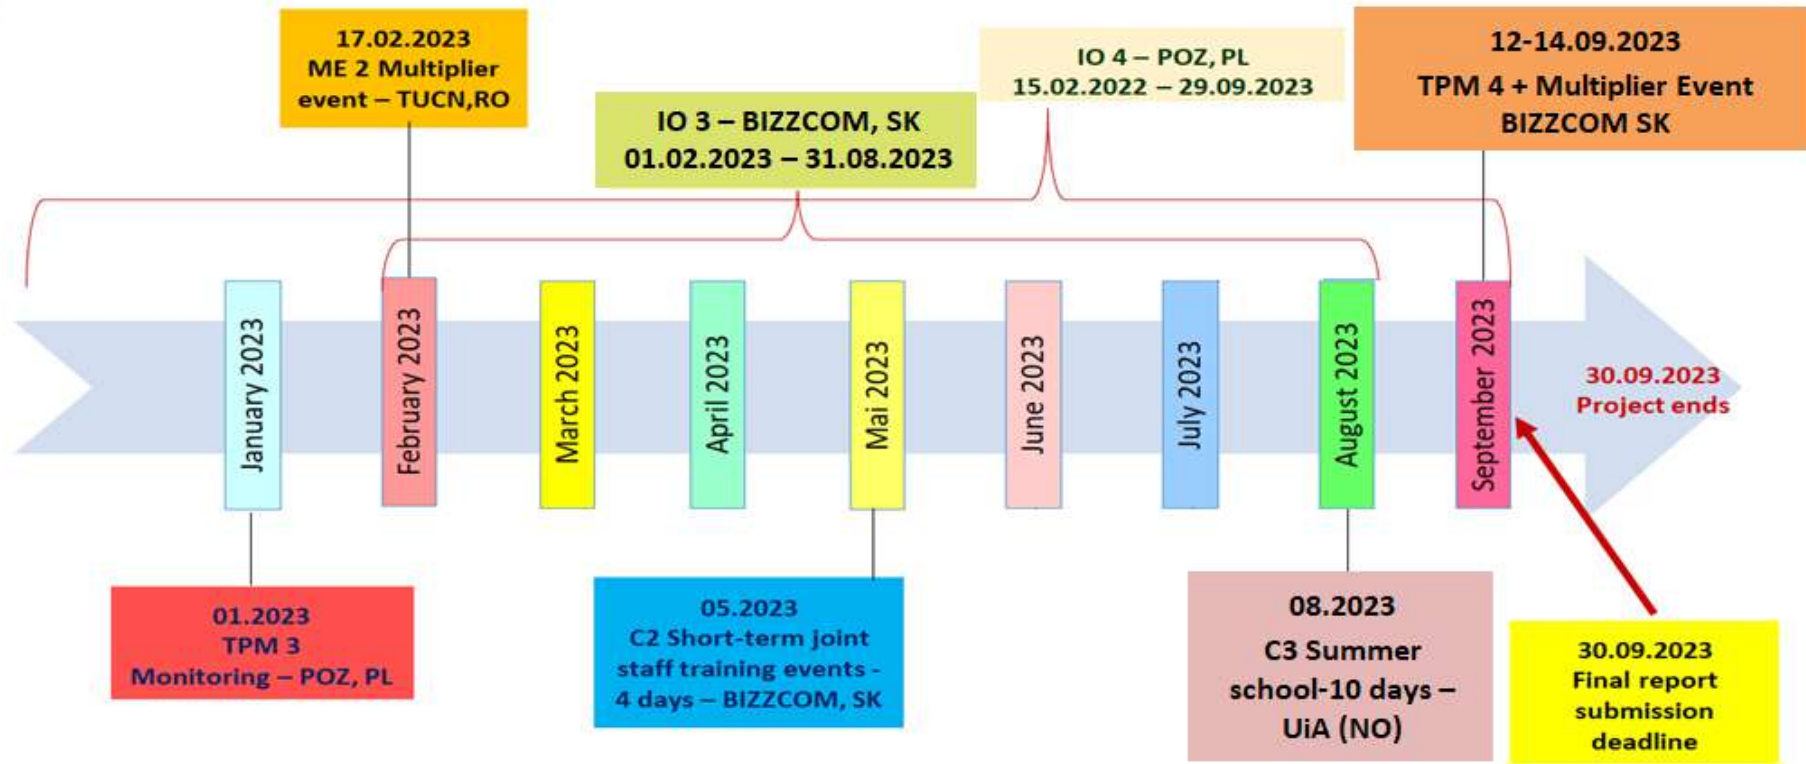 17.02.2023
ME 2 Multiplier
event – TUCN,RO
IO 3 – BIZZCOM, SK
01.02.2023 – 31.08.2023
IO 4 – POZ, PL
15.02.2022 – 29.09.2023
12-14.09.2023
TPM 4 + Multiplier Event
BIZZCOM SK
January 2023
February 2023
March 2023
April 2023
Mai 2023
June 2023
July 2023
August 2023
September 2023
30.09.2023
Project ends
01.2023
TPM 3
Monitoring – POZ, PL
05.2023
C2 Short-term joint
staff training events -
4 days – BIZZCOM, SK
08.2023
C3 Summer
school-10 days –
UiA (NO)
30.09.2023
Final report
submission
deadline